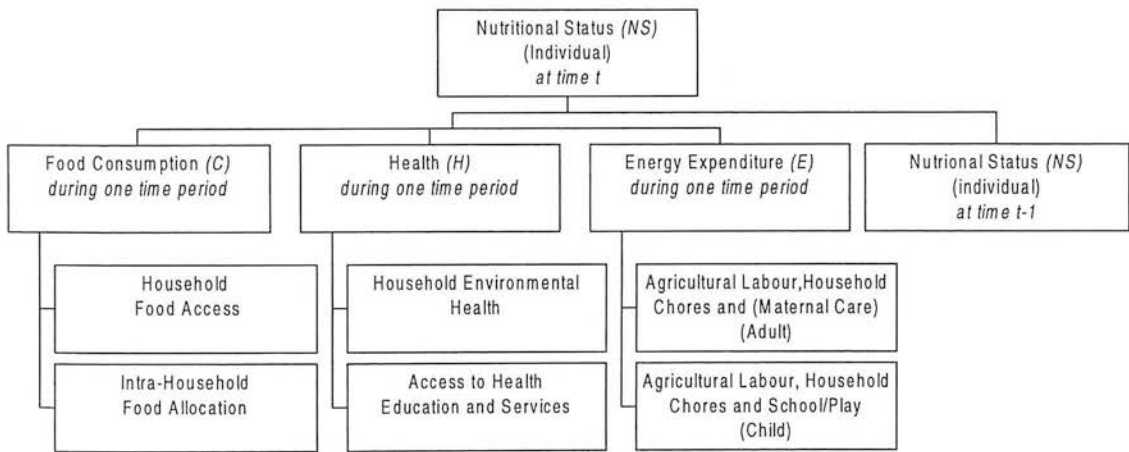 Nutritional Status (NS)
(Individual)
at time t
Food Consumption (C)
during one time period
Health (H)
during one time period
Energy Expenditure (E)
during one time period
Nutrional Status (NS)
(individual)
at time t-1
Household
Food Access
Household Environmental
Health
Agricultural Labour,Household
Chores and (Maternal Care)
(Adult)
Intra-Household
Food Allocation
Access to Health
Education and Services
Agricultural Labour, Household
Chores and School/Play
(Child)